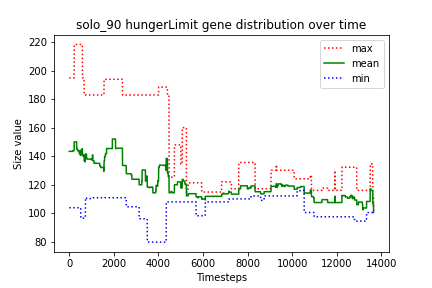 solo_90 hungerLimit gene distribution over time
220
200
180
160
140
120
100
80
Size value
max
mean
min
0 2000 4000 6000 8000 10000 12000 14000
Timesteps